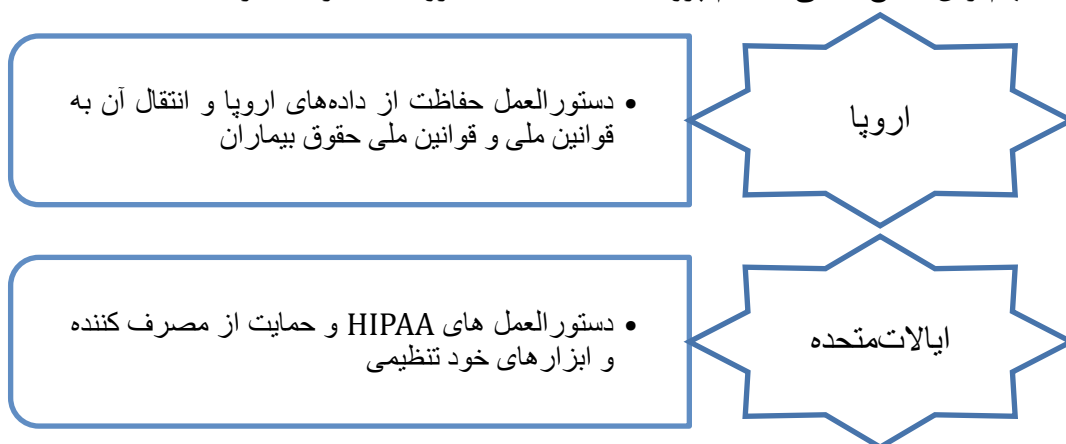 اروپا
• دستورالعمل حفاظت از داده‌های اروپا و انتقال آن به
قوانین ملی و قوانین ملی حقوق بیماران
ایالات‌متحده
• دستورالعمل های HIPAA و حمایت از مصرف کننده
و ابزارهای خود تنظیمی